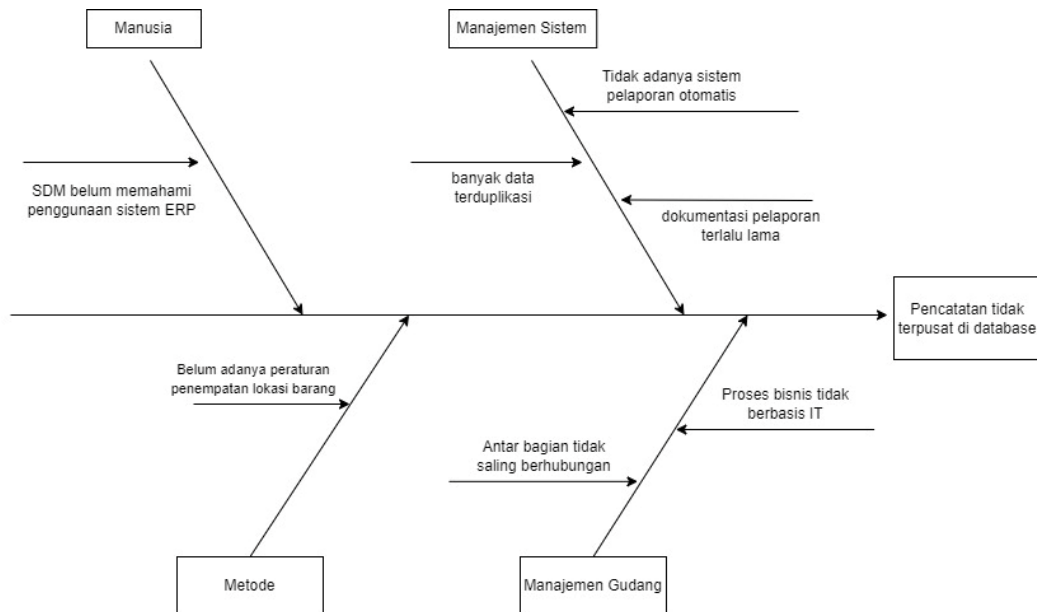 Manusia
Manajemen Sistem
Tidak adanya sistem
pelaporan otomatis
SDM belum memahami
penggunaan sistem ERP
banyak data
terduplikasi
dokumentasi pelaporan
terlalu lama
Pencatatan tidak
terpusat di database
Belum adanya peraturan
penempatan lokasi barang
Proses bisnis tidak
berbasis IT
Antar bagian tidak
saling berhubungan
Metode
Manajemen Gudang